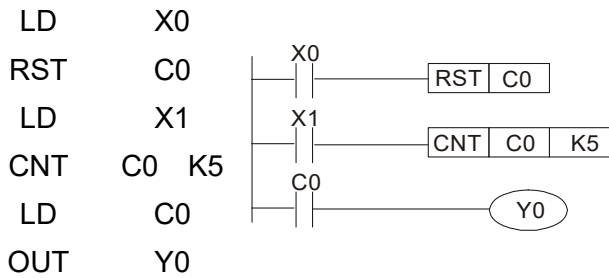 LD X0
RST C0
LD X1
CNT C0 K5
LD C0
OUT Y0
X0
RST C0
X1
CNT C0 K5
C0
Y0